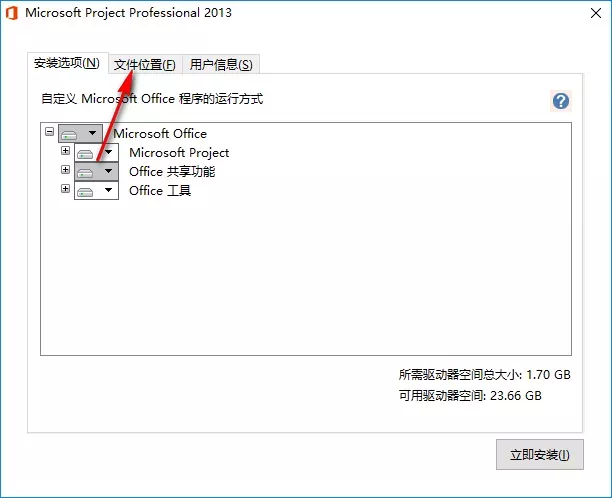 Microsoft Project Professional 2013
安装选项(N) 文件位置(F) 用户信息(S)
自定义 Microsoft Office 程序的运行方式
Microsoft Office
Microsoft Project
Office 共享功能
Office 工具
所需驱动器空间总大小: 1.70 GB
可用驱动器空间: 23.66 GB
立即安装(I)